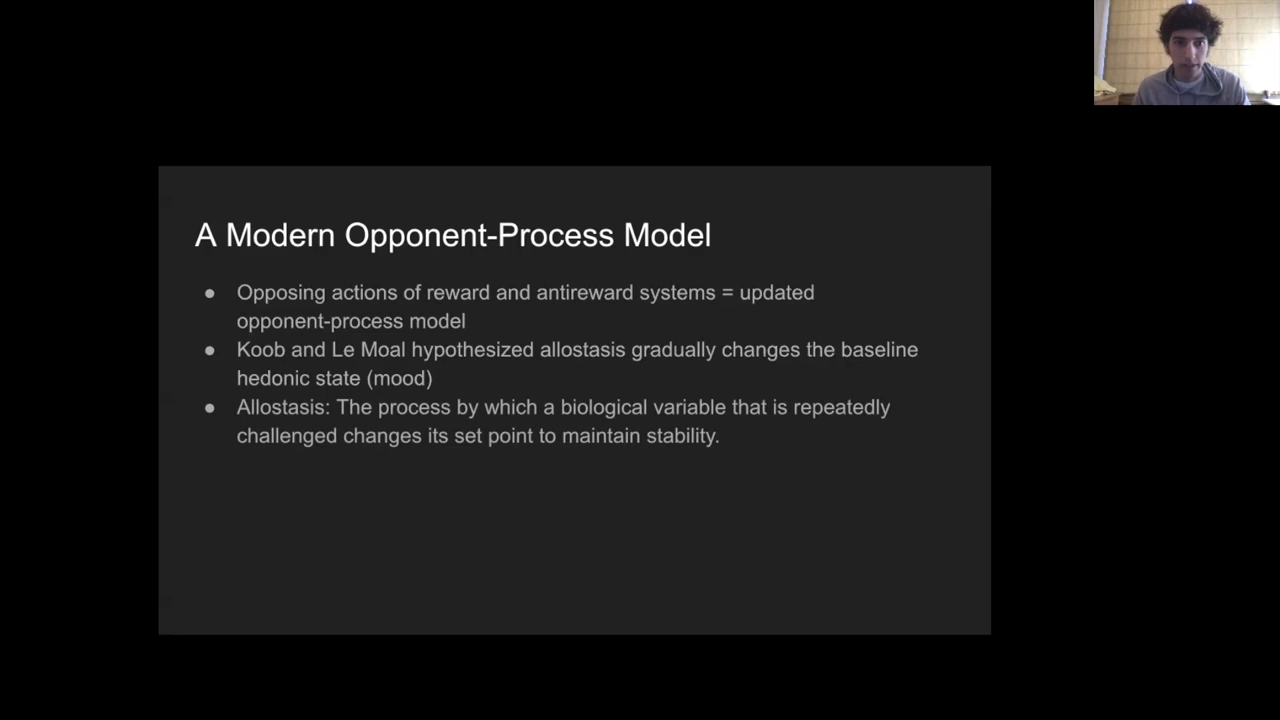 A Modern Opponent-Process Model
● Opposing actions of reward and antireward systems = updated
opponent-process model
● Koob and Le Moal hypothesized allostasis gradually changes the baseline
hedonic state (mood)
● Allostasis: The process by which a biological variable that is repeatedly
challenged changes its set point to maintain stability.